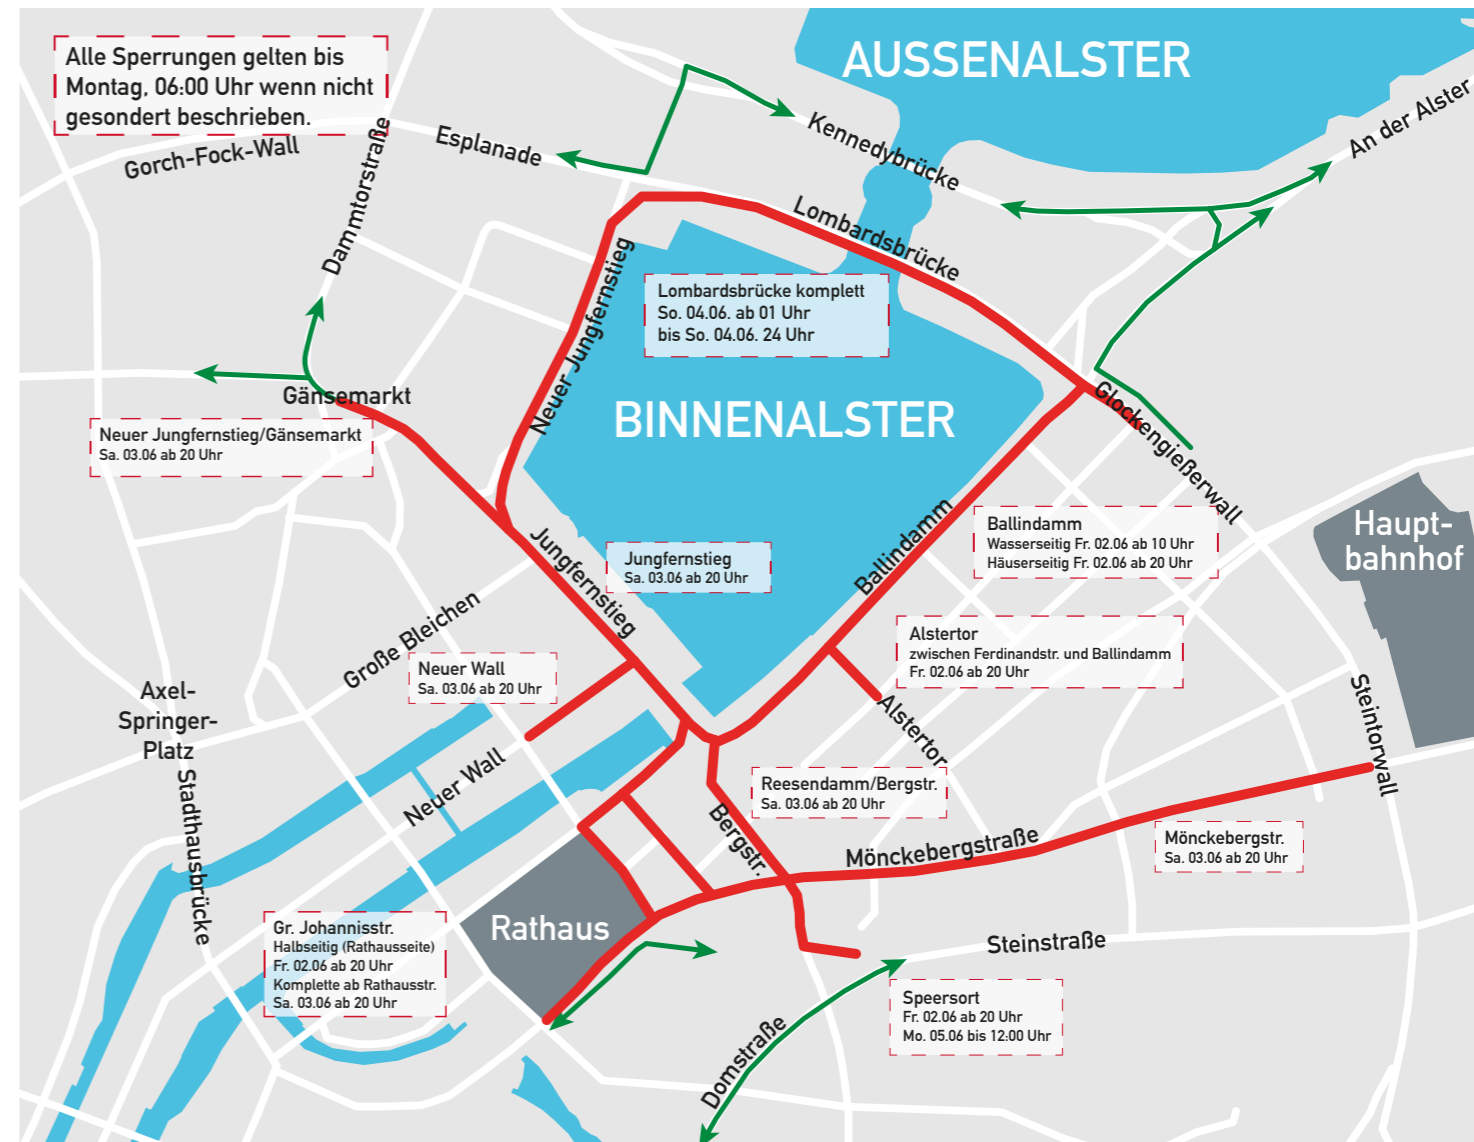 Alle Sperrungen gelten bis
Montag, 06:00 Uhr wenn nicht
gesondert beschrieben.
AUSSENALSTER
Gorch-Fock-Wall
Dammtorstraße
Esplanade
Kennedybrücke
An der Alster
Lombardsbrücke
Neuer Jungfernstieg
Lombardsbrücke komplett
So. 04.06. ab 01 Uhr
bis So. 04.06. 24 Uhr
Gänsemarkt
Neuer Jungfernstieg/Gänsemarkt
Sa. 03.06 ab 20 Uhr
BINNENALSTER
Glockengießerwall
Jungfernstieg
Jungfernstieg
Sa. 03.06 ab 20 Uhr
Ballindamm
Ballindamm
Wasserseitig Fr. 02.06 ab 10 Uhr
Häuserseitig Fr. 02.06 ab 20 Uhr
Haupt-
bahnhof
Große Bleichen
Neuer Wall
Sa. 03.06 ab 20 Uhr
Alstertor
zwischen Ferdinandstr. und Ballindamm
Fr. 02.06 ab 20 Uhr
Axel-
Springer-
Platz
Alstertor
Steintorwall
Stadthausbrücke
Neuer Wall
Reesendamm/Bergstr.
Sa. 03.06 ab 20 Uhr
Bergstr.
Mönckebergstraße
Mönckebergstr.
Sa. 03.06 ab 20 Uhr
Rathaus
Gr. Johannisstr.
Halbseitig (Rathausseite)
Fr. 02.06 ab 20 Uhr
Komplette ab Rathausstr.
Sa. 03.06 ab 20 Uhr
Steinstraße
Speersort
Fr. 02.06 ab 20 Uhr
Mo. 05.06 bis 12:00 Uhr
Domstraße